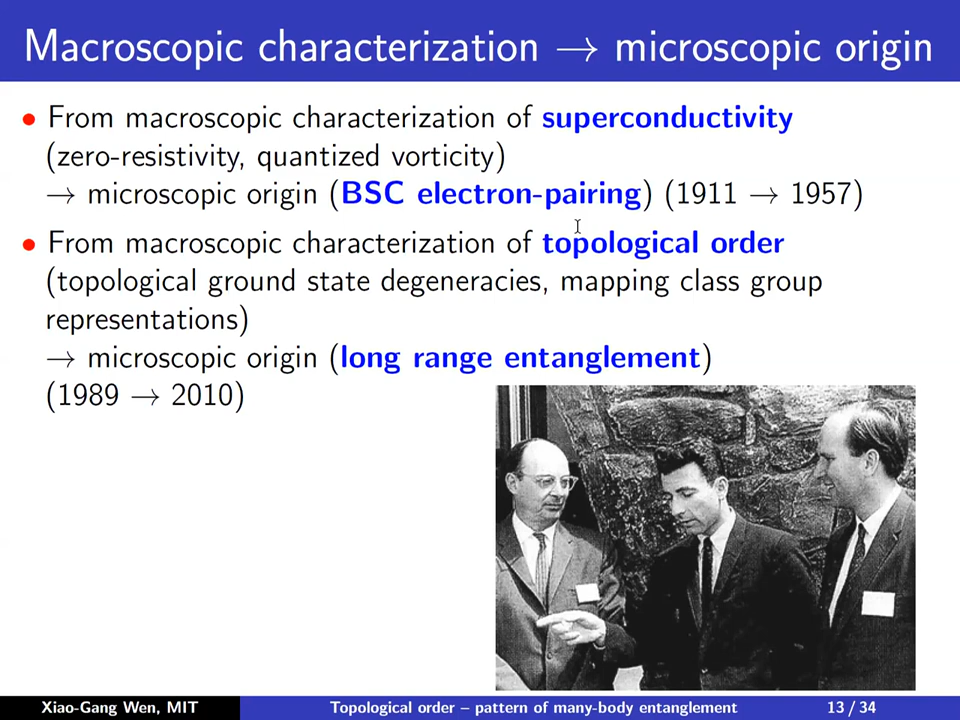 Macroscopic characterization → microscopic origin
• From macroscopic characterization of superconductivity
(zero-resistivity, quantized vorticity)
→ microscopic origin (BSC electron-pairing) (1911 → 1957)
• From macroscopic characterization of topological order
(topological ground state degeneracies, mapping class group
representations)
→ microscopic origin (long range entanglement)
(1989 → 2010)
Xiao-Gang Wen, MIT
Topological order – pattern of many-body entanglement
13 / 34